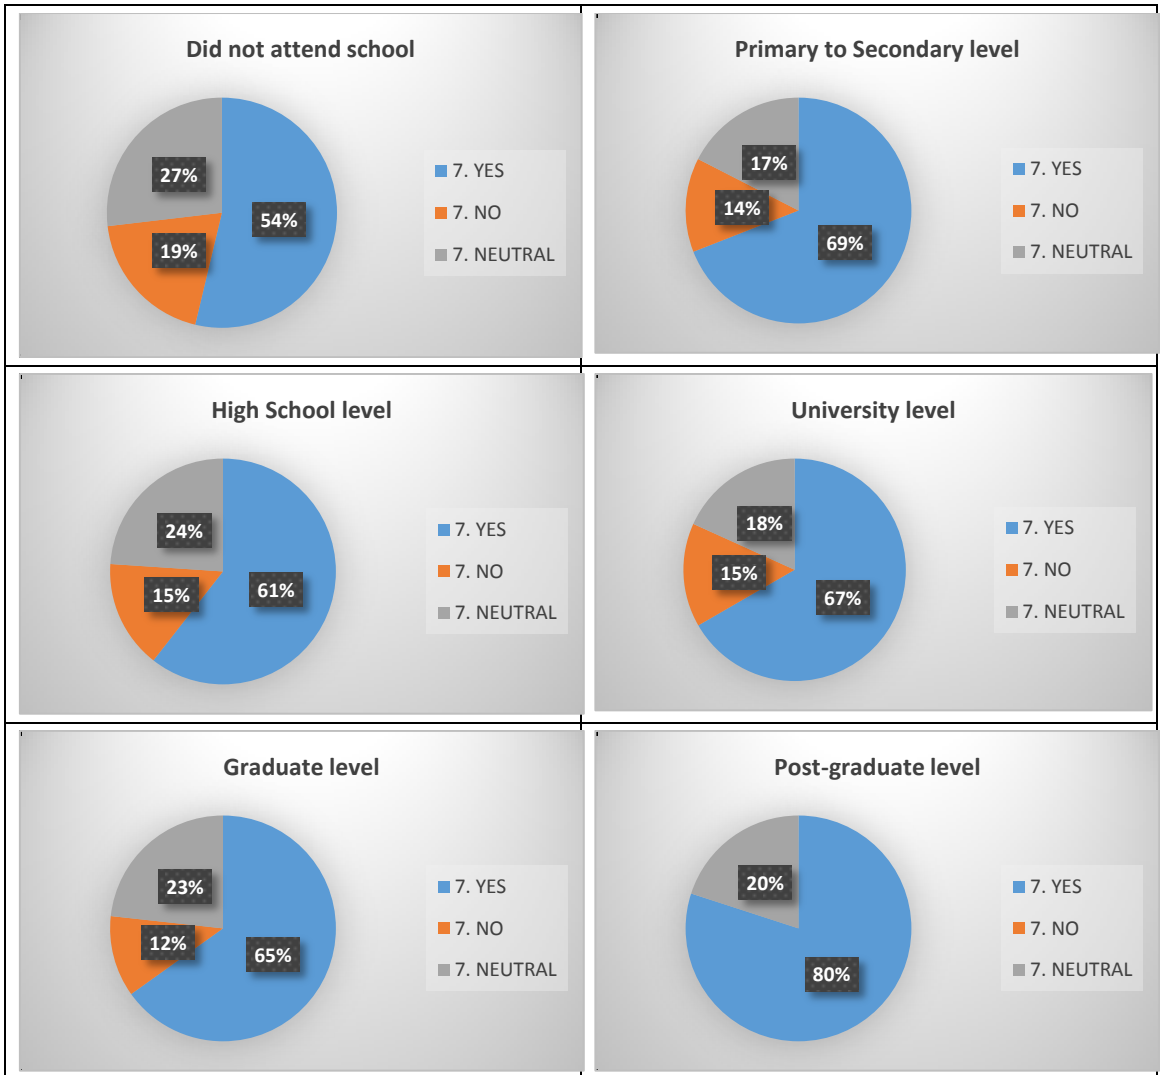 Did not attend school
27%
54%
19%
7. YES
7. NO
7. NEUTRAL
Primary to Secondary level
17%
14%
69%
7. YES
7. NO
7. NEUTRAL
High School level
24%
15%
61%
7. YES
7. NO
7. NEUTRAL
University level
18%
15%
67%
7. YES
7. NO
7. NEUTRAL
Graduate level
23%
12%
65%
7. YES
7. NO
7. NEUTRAL
Post-graduate level
20%
80%
7. YES
7. NO
7. NEUTRAL